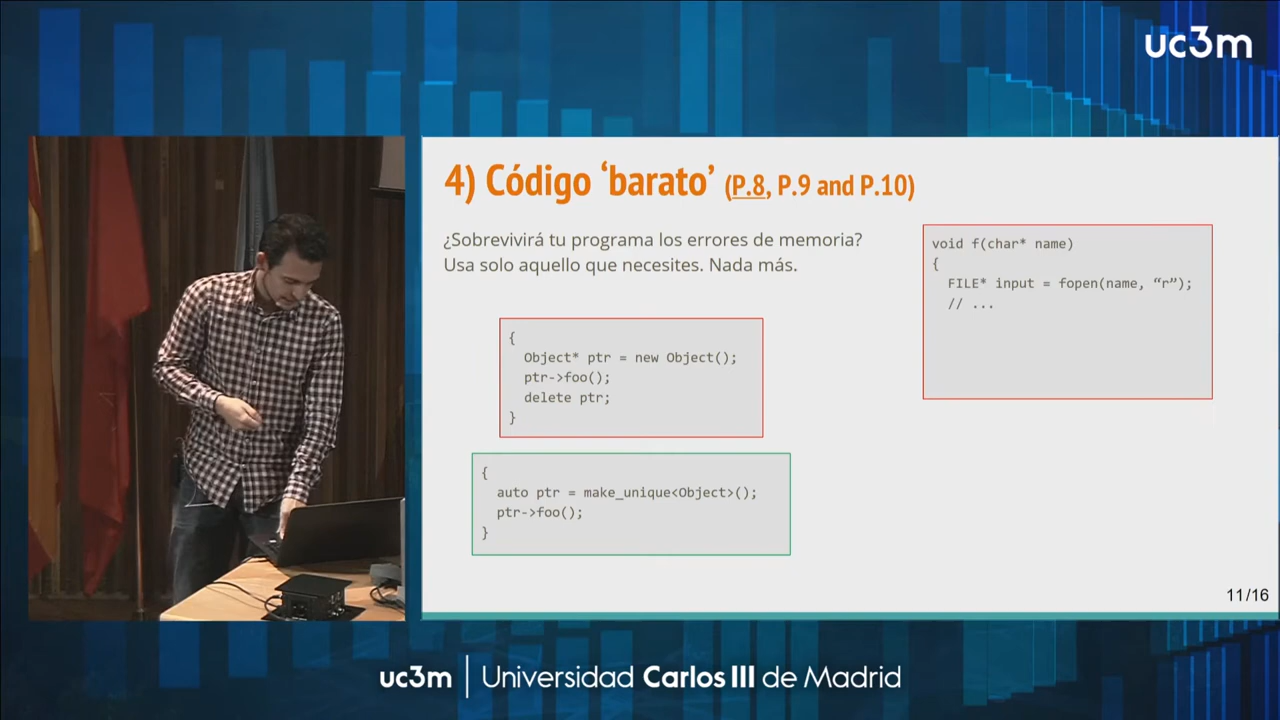 uc3m
4) Código ‘barato’ (P.8, P.9 and P.10)
¿Sobrevivirá tu programa los errores de memoria?
Usa solo aquello que necesites. Nada más.
{
Object* ptr = new Object();
ptr->foo();
delete ptr;
}
{
auto ptr = make_unique<Object>();
ptr->foo();
}
void f(char* name)
{
FILE* input = fopen(name, “r”);
// ...
11/16
uc3m | Universidad Carlos III de Madrid